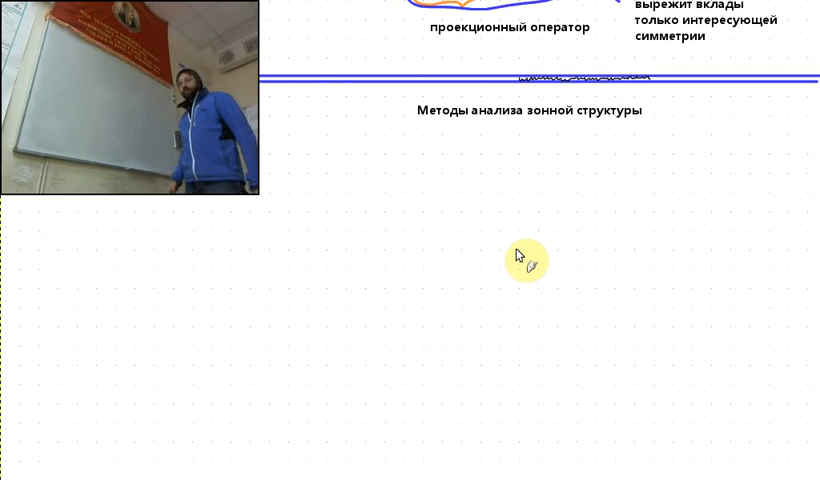 вырежит вклады
только интересующей
симметрии
проекционный оператор
Методы анализа зонной структуры